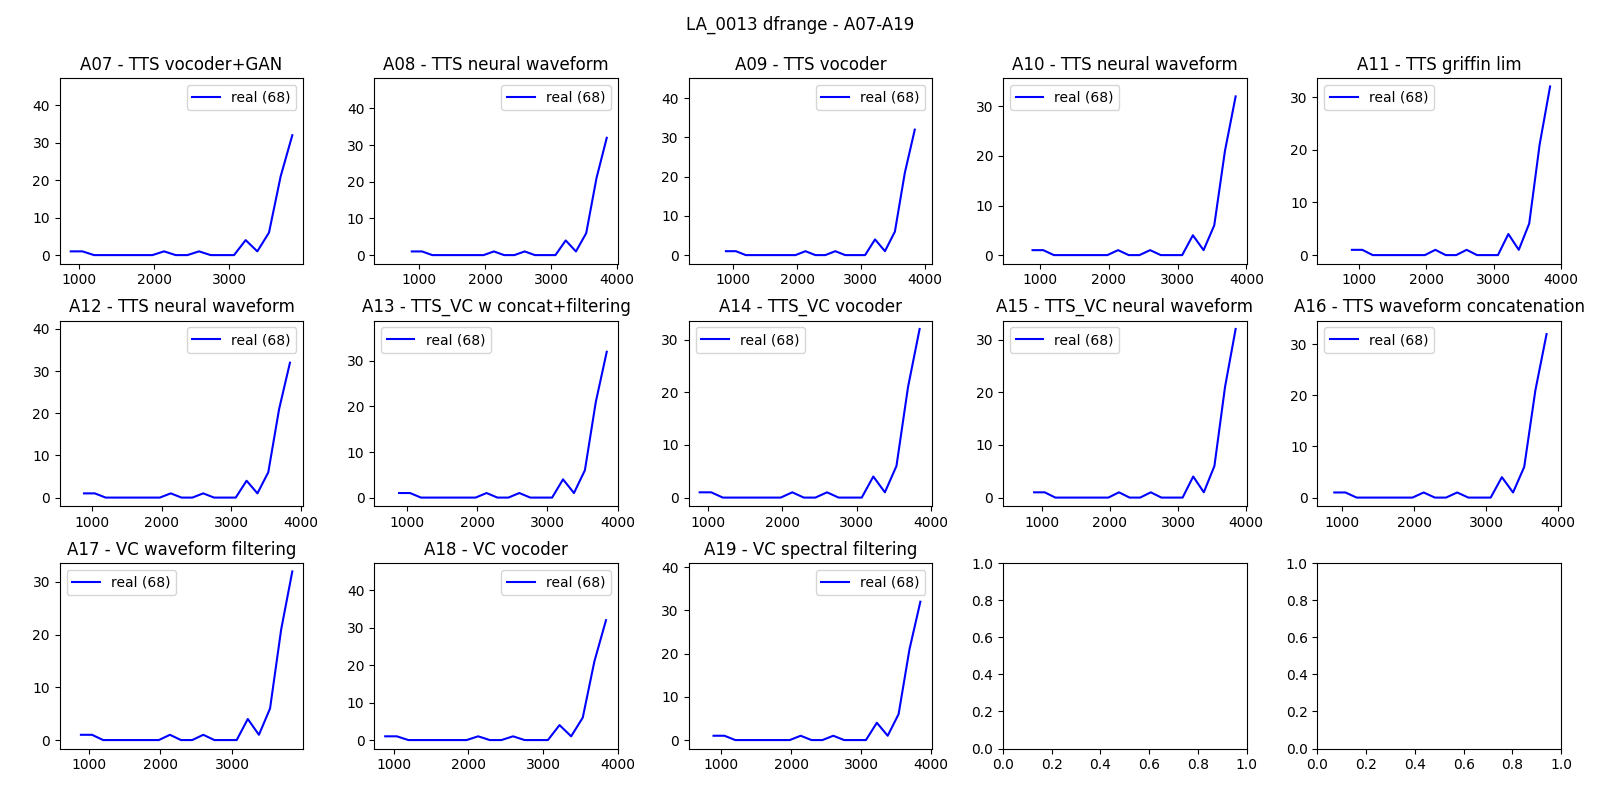 LA_0013 dfrange - A07-A19
A07 - TTS vocoder+GAN
A08 - TTS neural waveform
A09 - TTS vocoder
A10 - TTS neural waveform
A11 - TTS griffin lim
real (68)
real (68)
real (68)
real (68)
real (68)
40
30
20
10
0
1000 2000 3000
40
30
20
10
0
1000 2000 3000 4000
40
30
20
10
0
1000 2000 3000 4000
30
20
10
0
1000 2000 3000 4000
30
20
10
0
1000 2000 3000 4000
A12 - TTS neural waveform
A13 - TTS_VC w concat+filtering
A14 - TTS_VC vocoder
A15 - TTS_VC neural waveform
A16 - TTS waveform concatenation
real (68)
real (68)
real (68)
real (68)
real (68)
40
30
20
10
0
1000 2000 3000 4000
30
20
10
0
1000 2000 3000 4000
30
20
10
0
1000 2000 3000 4000
30
20
10
0
1000 2000 3000 4000
30
20
10
0
1000 2000 3000 4000
A17 - VC waveform filtering
A18 - VC vocoder
A19 - VC spectral filtering
real (68)
real (68)
real (68)
30
20
10
0
1000 2000 3000
40
30
20
10
0
1000 2000 3000 4000
40
30
20
10
0
1000 2000 3000 4000
1.0
0.8
0.6
0.4
0.2
0.0
0.0 0.2 0.4 0.6 0.8 1.0
1.0
0.8
0.6
0.4
0.2
0.0
0.0 0.2 0.4 0.6 0.8 1.0